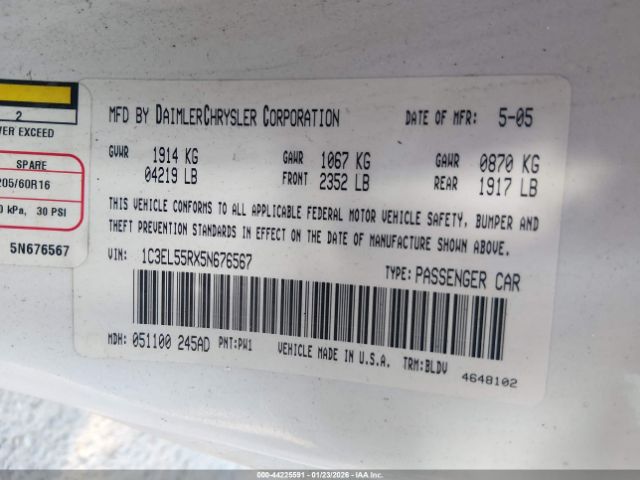 2
VER EXCEED
SPARE
205/60R16
0 kPa, 30 PSI
5N676567
MFD BY DAIMLERCHRYSLER CORPORATION DATE OF MFR: 5-05
GVWR 1914 KG GAWR 1067 KG GAWR 0870 KG
04219 LB FRONT 2352 LB REAR 1917 LB
THIS VEHICLE CONFORMS TO ALL APPLICABLE FEDERAL MOTOR VEHICLE SAFETY, BUMPER AND
THEFT PREVENTION STANDARDS IN EFFECT ON THE DATE OF MANUFACTURE SHOWN ABOVE.
VIN: 1C3EL55RX5N676567 TYPE: PASSENGER CAR
MDH: 051100 245AD PNT:PW1 VEHICLE MADE IN U.S.A. TRM:BLDV
4648102
000-44225591 - 01/23/2026 - IAAI.COM